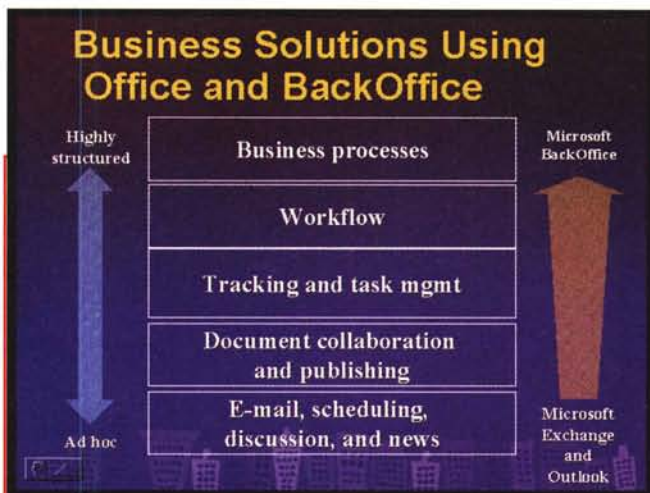 Business Solutions Using
Office and BackOffice
Highly
structured
Business processes
Microsoft
BackOffice
Workflow
Tracking and task mgmt
Document collaboration
and publishing
E-mail, scheduling,
discussion, and news
Ad hoc
Microsoft
Exchange
and
Outlook